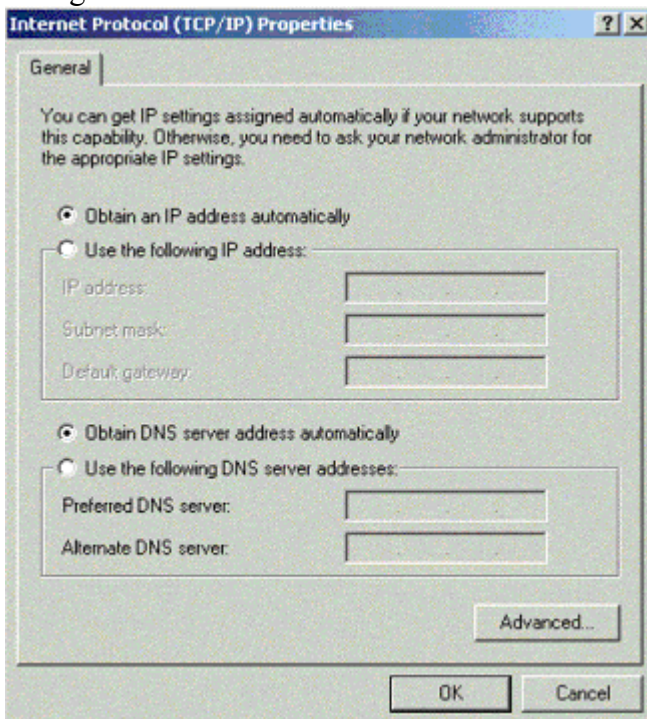 Internet Protocol (TCP/IP) Properties
General
You can get IP settings assigned automatically if your network supports
this capability. Otherwise, you need to ask your network administrator for
the appropriate IP settings.
Obtain an IP address automatically
Use the following IP address:
IP address:
Subnet mask:
Default gateway:
Obtain DNS server address automatically
Use the following DNS server addresses:
Preferred DNS server:
Alternate DNS server:
Advanced...
OK
Cancel